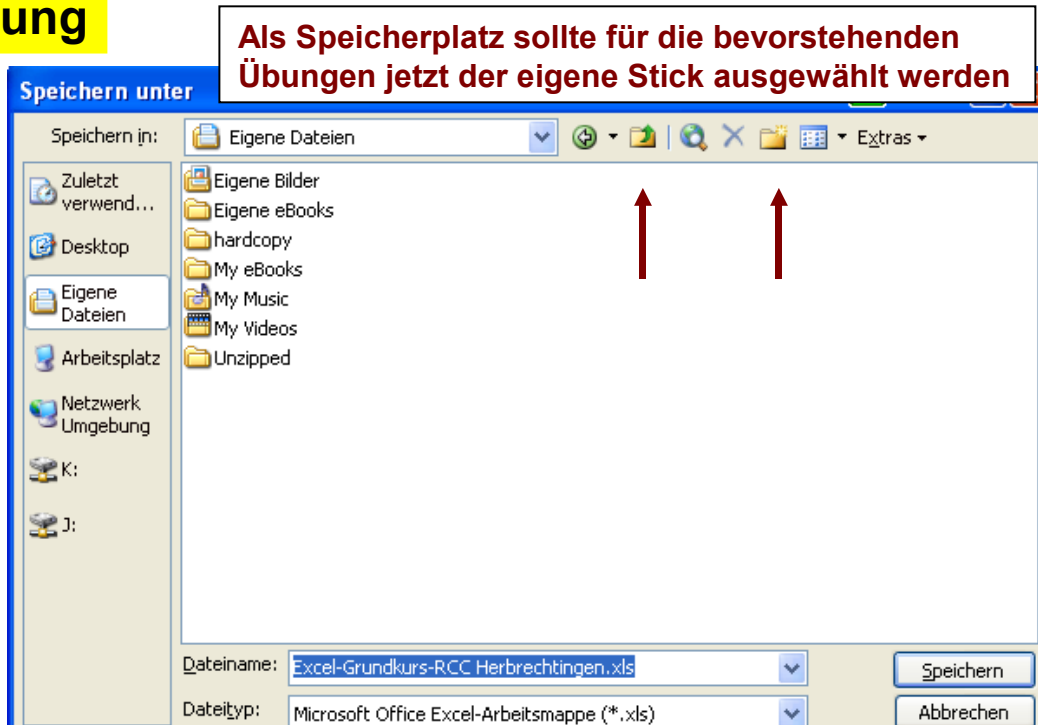 ung
Als Speicherplatz sollte für die bevorstehenden
Übungen jetzt der eigene Stick ausgewählt werden
Speichern unter
Speichern in:
Eigene Dateien
Extras
Zuletzt
verwend...
Desktop
Eigene
Dateien
Arbeitsplatz
Netzwerk
Umgebung
K:
J:
Eigene Bilder
Eigene eBooks
hardcopy
My eBooks
My Music
My Videos
Unzipped
Dateiname:
Excel-Grundkurs-RCC Herbrechtingen.xls
Speichern
Dateityp:
Microsoft Office Excel-Arbeitsmappe (*.xls)
Abbrechen